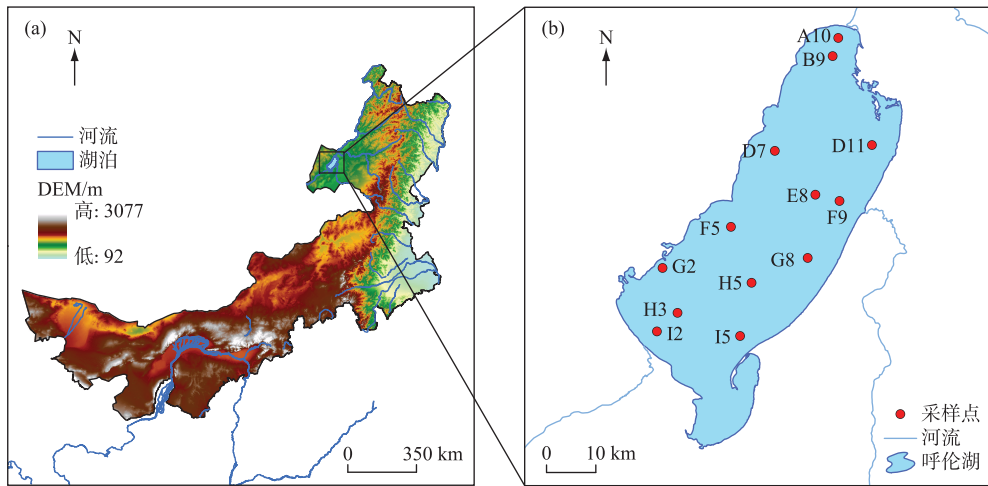 (a)
N
河流
湖泊
DEM/m
高: 3077
低: 92
0 350 km
(b)
N
A10
B9
D7
D11
E8
F9
F5
G8
G2
H5
H3
I2
I5
采样点
河流
呼伦湖
0 10 km